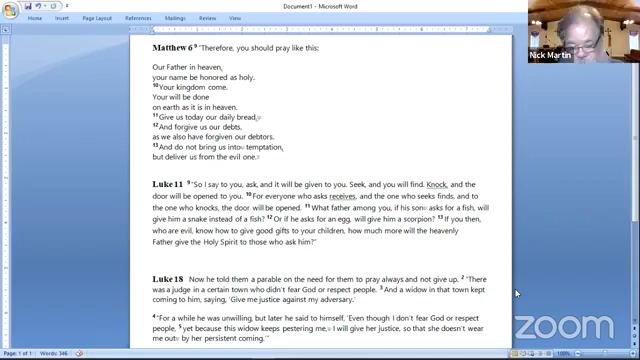 Document1 - Microsoft Word
Home
Insert
Page Layout
References
Mailings
Review
View
Nick Martin
Matthew 6 9 "Therefore, you should pray like this:
Our Father in heaven,
your name be honored as holy.
10 Your kingdom come.
Your will be done
on earth as it is in heaven.
11 Give us today our daily bread.
12 And forgive us our debts,
as we also have forgiven our debtors.
13 And do not bring us into temptation,
but deliver us from the evil one.
Luke 11 9 "So I say to you, ask, and it will be given to you. Seek, and you will find. Knock, and the
door will be opened to you. 10 For everyone who asks receives, and the one who seeks finds, and to
the one who knocks, the door will be opened. 11 What father among you, if his son asks for a fish, will
give him a snake instead of a fish? 12 Or if he asks for an egg, will give him a scorpion? 13 If you then,
who are evil, know how to give good gifts to your children, how much more will the heavenly
Father give the Holy Spirit to those who ask him?"
Luke 18 Now he told them a parable on the need for them to pray always and not give up. 2 "There
was a judge in a certain town who didn't fear God or respect people. 3 And a widow in that town kept
coming to him, saying, 'Give me justice against my adversary.'
4 "For a while he was unwilling, but later he said to himself, 'Even though I don't fear God or respect
people, 5 yet because this widow keeps pestering me, I will give her justice, so that she doesn't wear
me out by her persistent coming.'"
zoom
Page: 1 of 1
Words: 346
100%